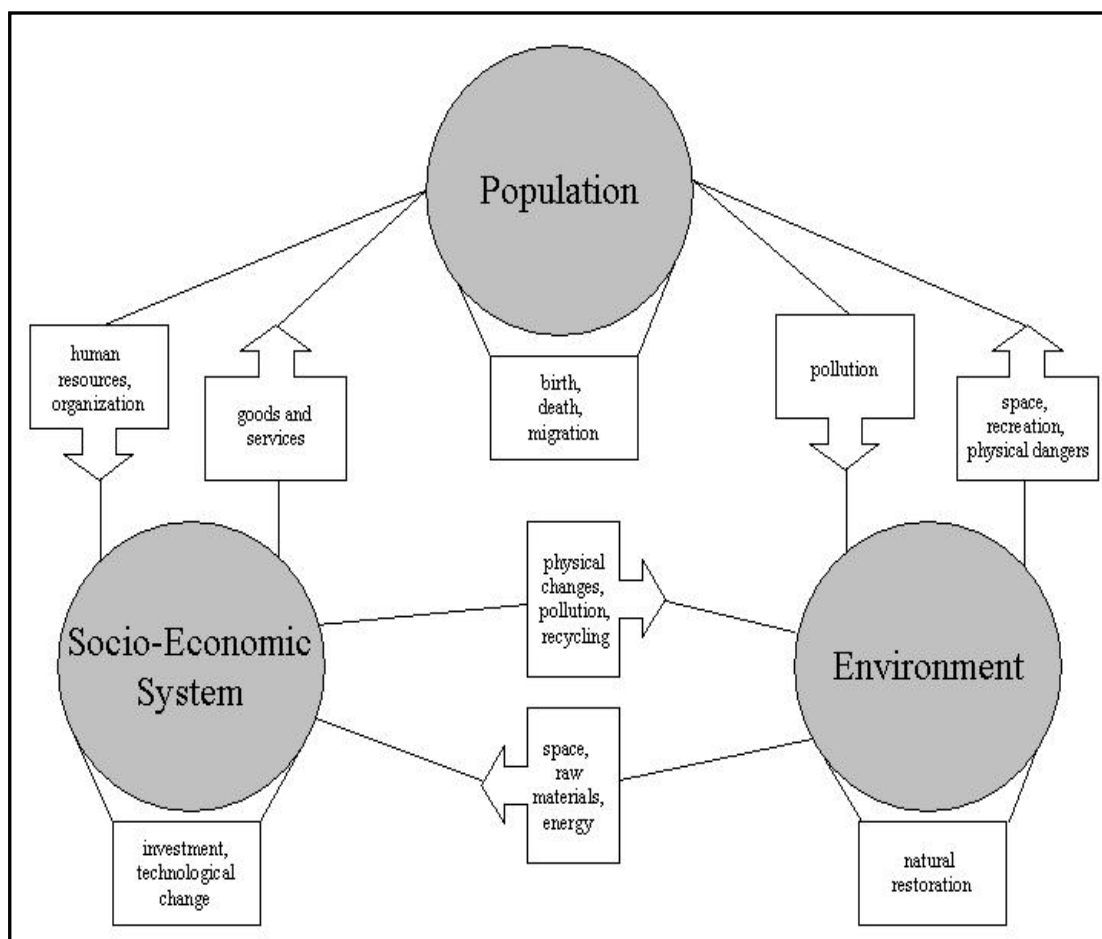 Population
human
resources,
organization
goods and
services
birth,
death,
migration
pollution
space,
recreation,
physical dangers
physical
changes,
pollution,
recycling
Socio-Economic
System
Environment
space,
raw
materials,
energy
investment,
technological
change
natural
restoration